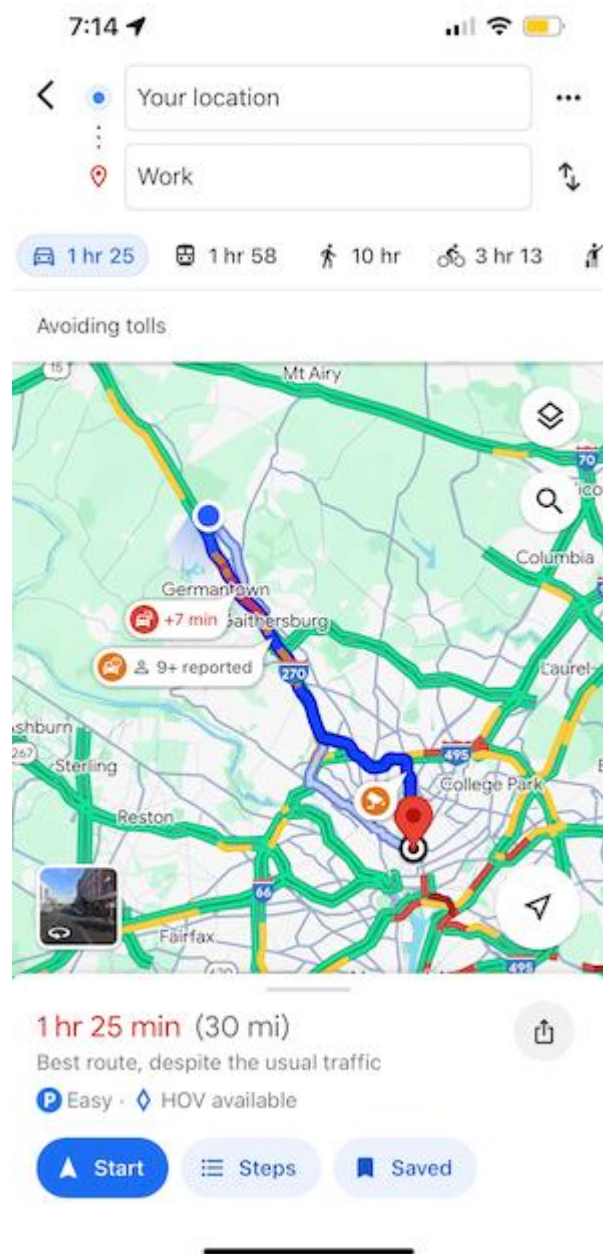 7:14
Your location
Work
1 hr 25
1 hr 58
10 hr
3 hr 13
Avoiding tolls
15
Mt Airy
70
Columbia
Germantown
+7 min
Gaithersburg
9+ reported
270
Laurel
267
Sterling
495
College Park
Reston
66
Fairfax
495
1 hr 25 min (30 mi)
Best route, despite the usual traffic
P Easy · HOV available
Start
Steps
Saved